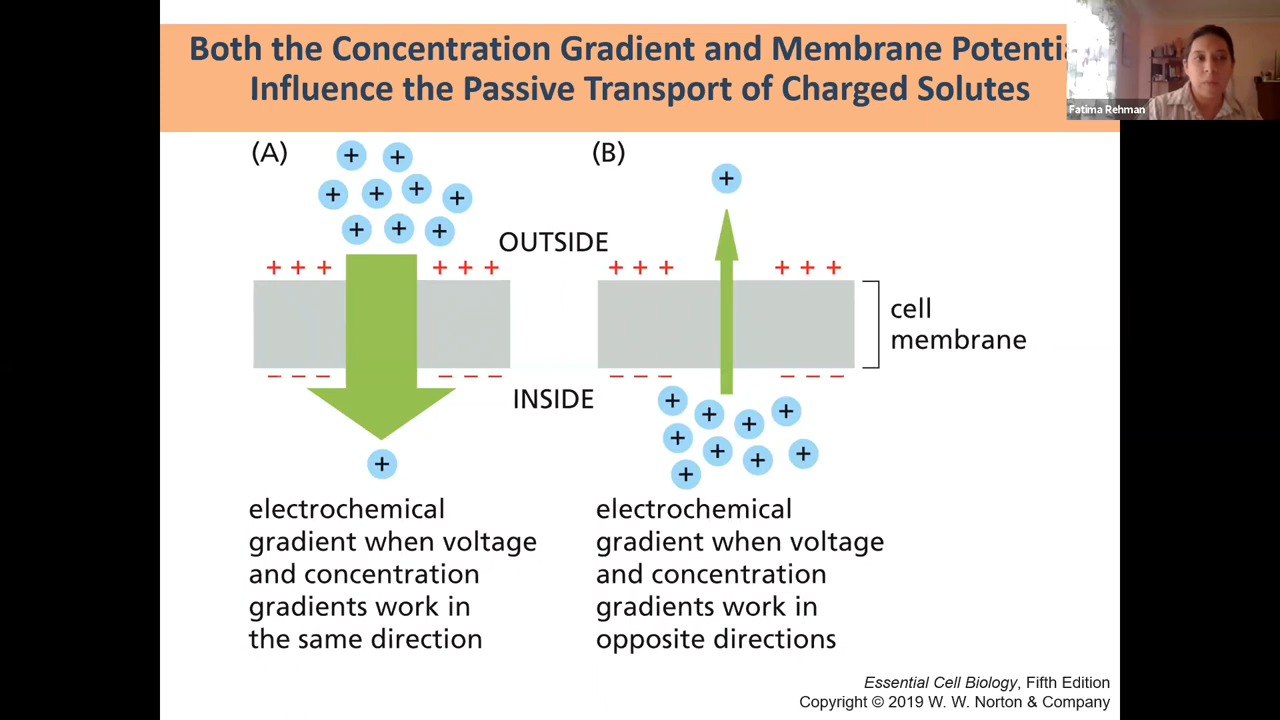 Both the Concentration Gradient and Membrane Potentia
Influence the Passive Transport of Charged Solutes
Fatima Rehman
(A)
(B)
+ +
+ + + +
+ + +
+
OUTSIDE
+ + + + + +
+ + + + + +
cell
membrane
− − − − − −
− − − − − −
INSIDE
+
+ + + +
+ + + +
+
electrochemical
gradient when voltage
and concentration
gradients work in
the same direction
electrochemical
gradient when voltage
and concentration
gradients work in
opposite directions
Essential Cell Biology, Fifth Edition
Copyright © 2019 W. W. Norton & Company